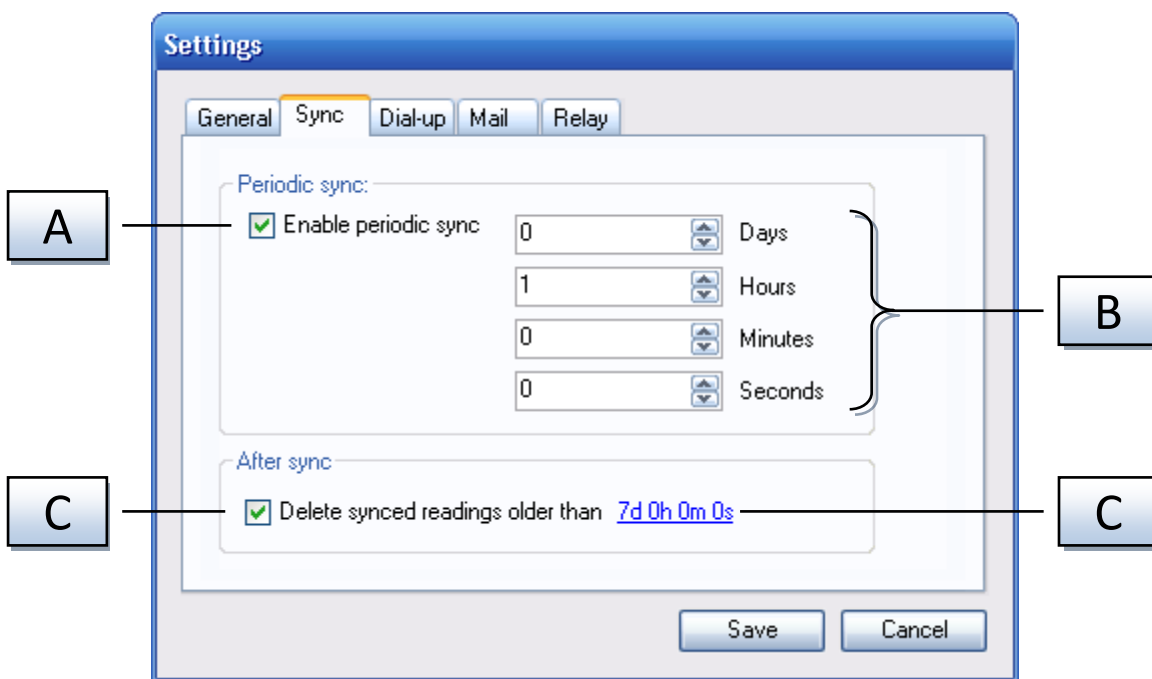 Settings
General Sync Dial-up Mail Relay
Periodic sync:
A Enable periodic sync 0 Days
1 Hours
B
0 Minutes
0 Seconds
After sync
C Delete synced readings older than 7d 0h 0m 0s C
Save Cancel